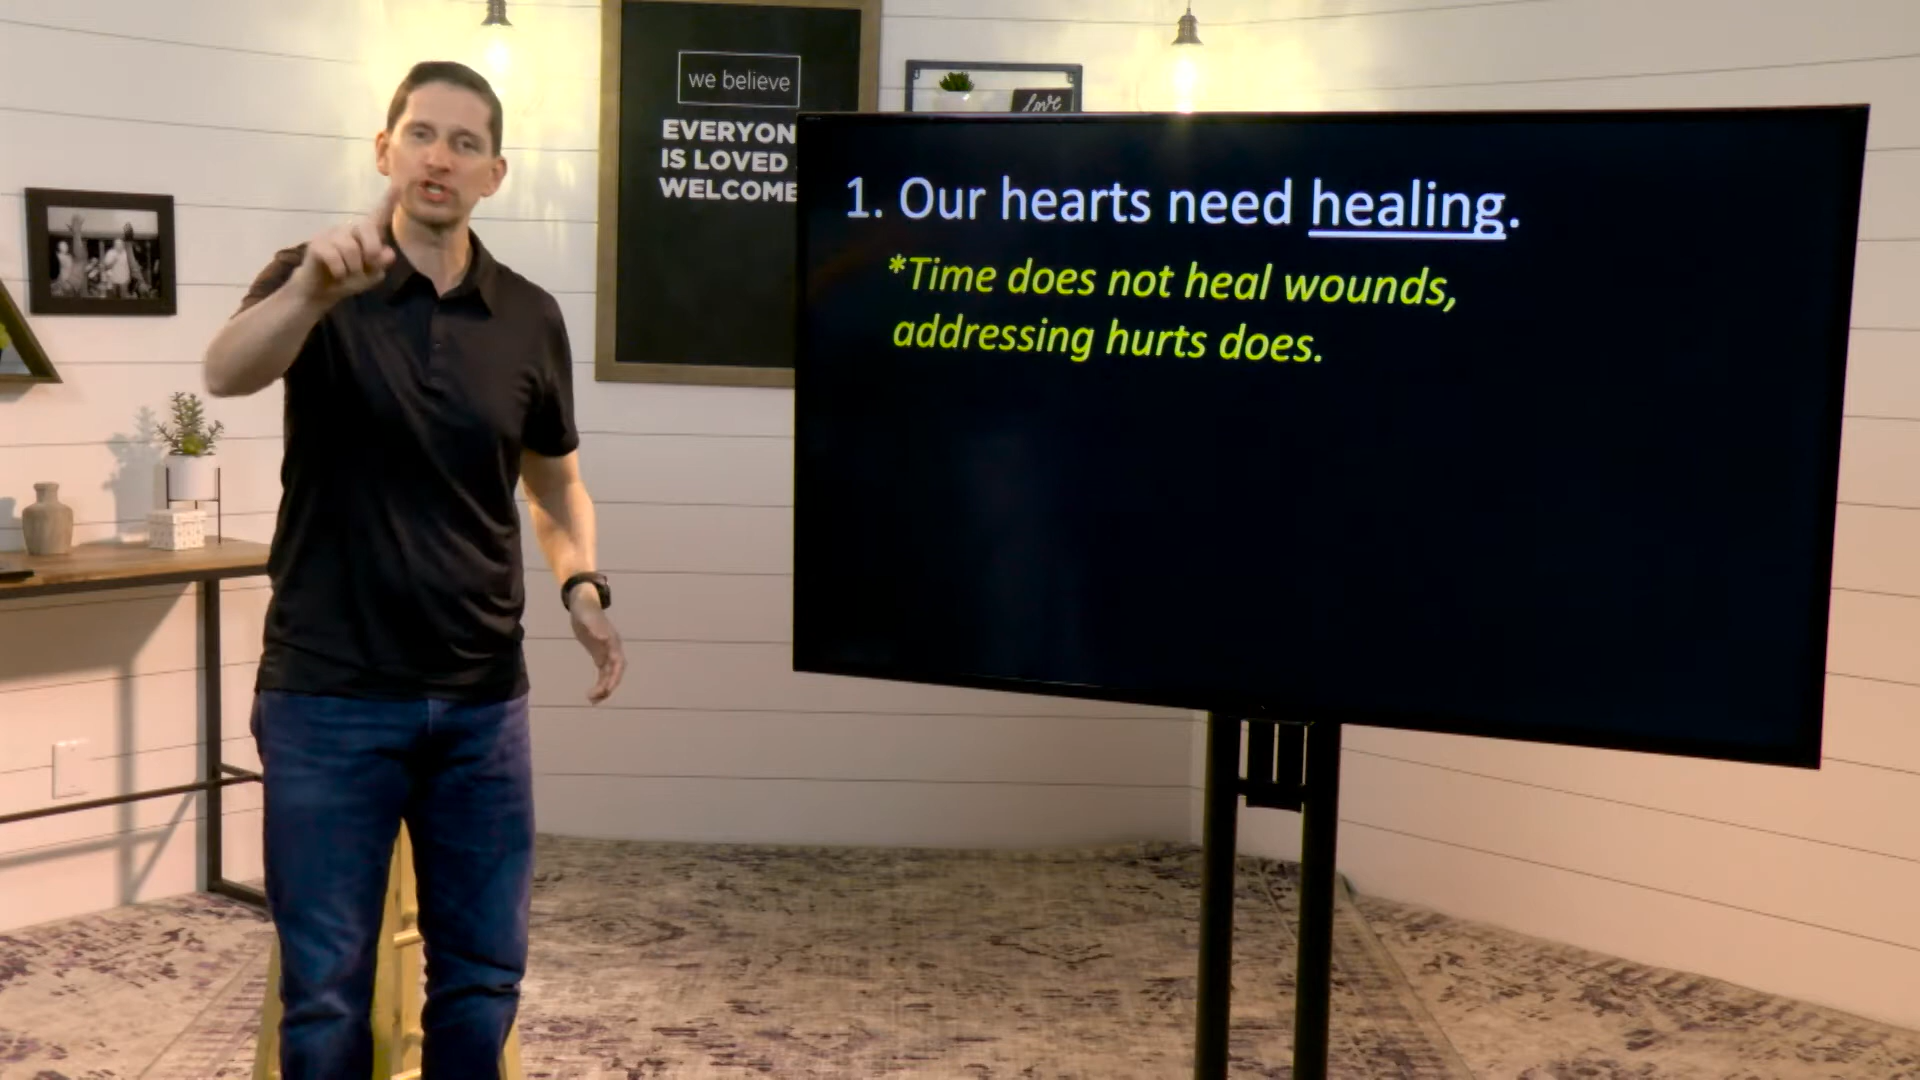 we believe
EVERYON
IS LOVED
WELCOME
love
1. Our hearts need healing.
*Time does not heal wounds,
addressing hurts does.